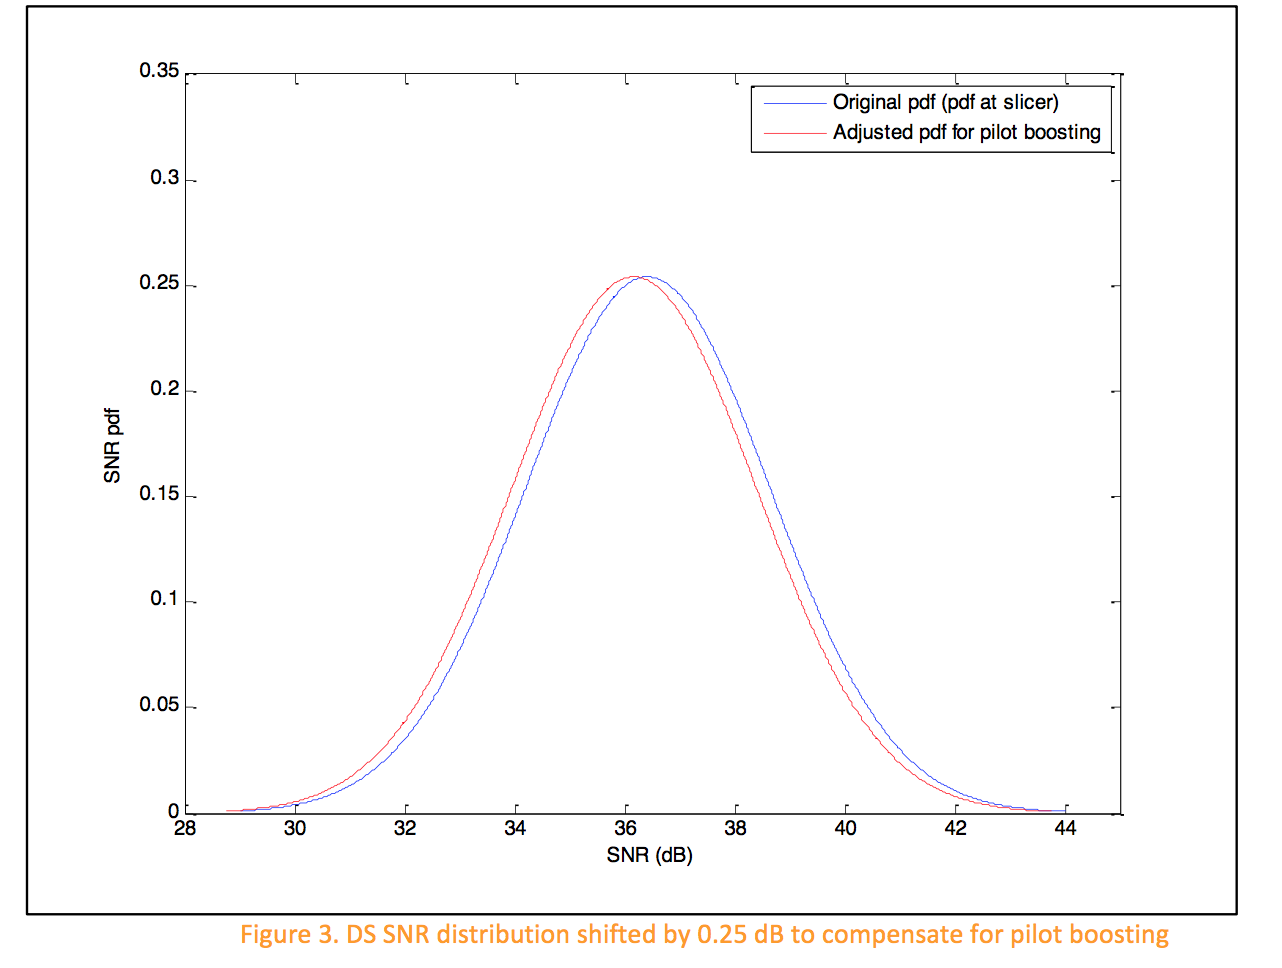 0.35
0.3
0.25
0.2
0.15
0.1
0.05
0
SNR pdf
Original pdf (pdf at slicer)
Adjusted pdf for pilot boosting
28 30 32 34 36 38 40 42 44
SNR (dB)
Figure 3. DS SNR distribution shifted by 0.25 dB to compensate for pilot boosting